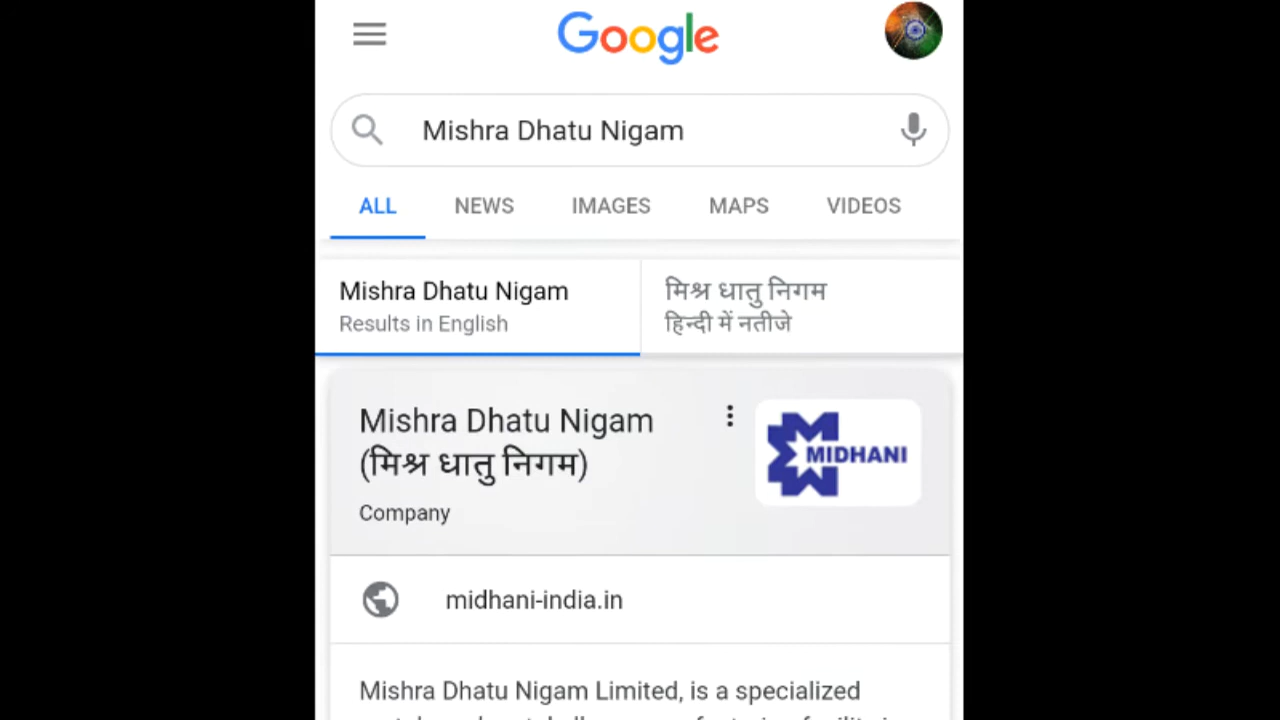 Google
Mishra Dhatu Nigam
ALL NEWS IMAGES MAPS VIDEOS
Mishra Dhatu Nigam
Results in English
मिश्र धातु निगम
हिन्दी में नतीजे
Mishra Dhatu Nigam
(मिश्र धातु निगम)
Company
MIDHANI
midhani-india.in
Mishra Dhatu Nigam Limited, is a specialized